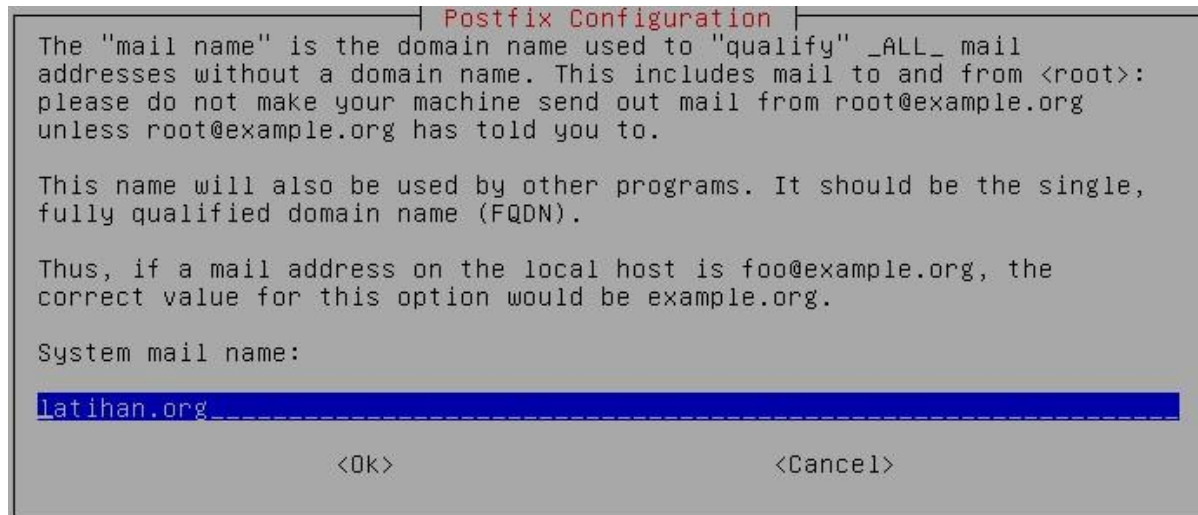 Postfix Configuration
The "mail name" is the domain name used to "qualify" _ALL_ mail
addresses without a domain name. This includes mail to and from <root>:
please do not make your machine send out mail from root@example.org
unless root@example.org has told you to.
This name will also be used by other programs. It should be the single,
fully qualified domain name (FQDN).
Thus, if a mail address on the local host is foo@example.org, the
correct value for this option would be example.org.
System mail name:
latihan.org
<Ok> <Cancel>